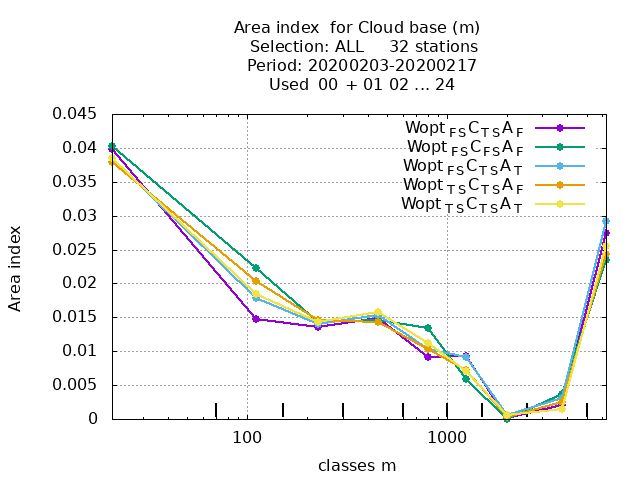 Area index  for Cloud base (m)
Selection: ALL     32 stations
Period: 20200203-20200217
Used  00 + 01 02 ... 24
Wopt FS C TS A F
Wopt FS C FS A F
Wopt FS C TS A T
Wopt TS C TS A F
Wopt TS C TS A T
0.045
0.04
0.035
0.03
0.025
0.02
0.015
0.01
0.005
0
Area index
100 1000
classes m